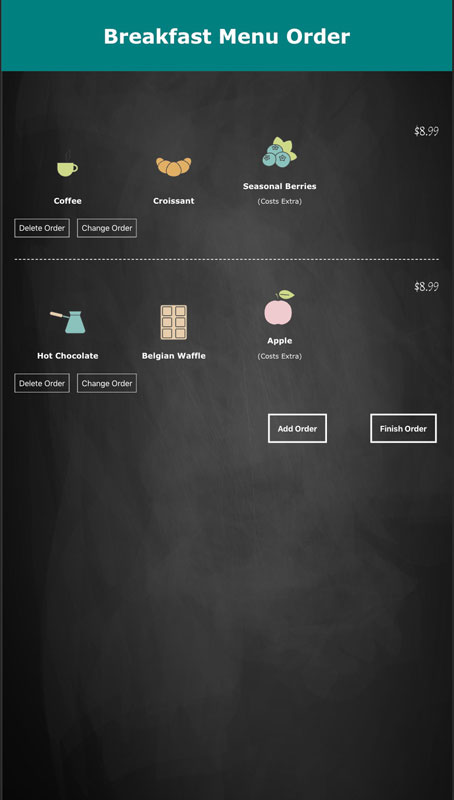 Breakfast Menu Order
$8.99
Coffee
Croissant
Seasonal Berries
(Costs Extra)
Delete Order
Change Order
$8.99
Hot Chocolate
Belgian Waffle
Apple
(Costs Extra)
Delete Order
Change Order
Add Order
Finish Order